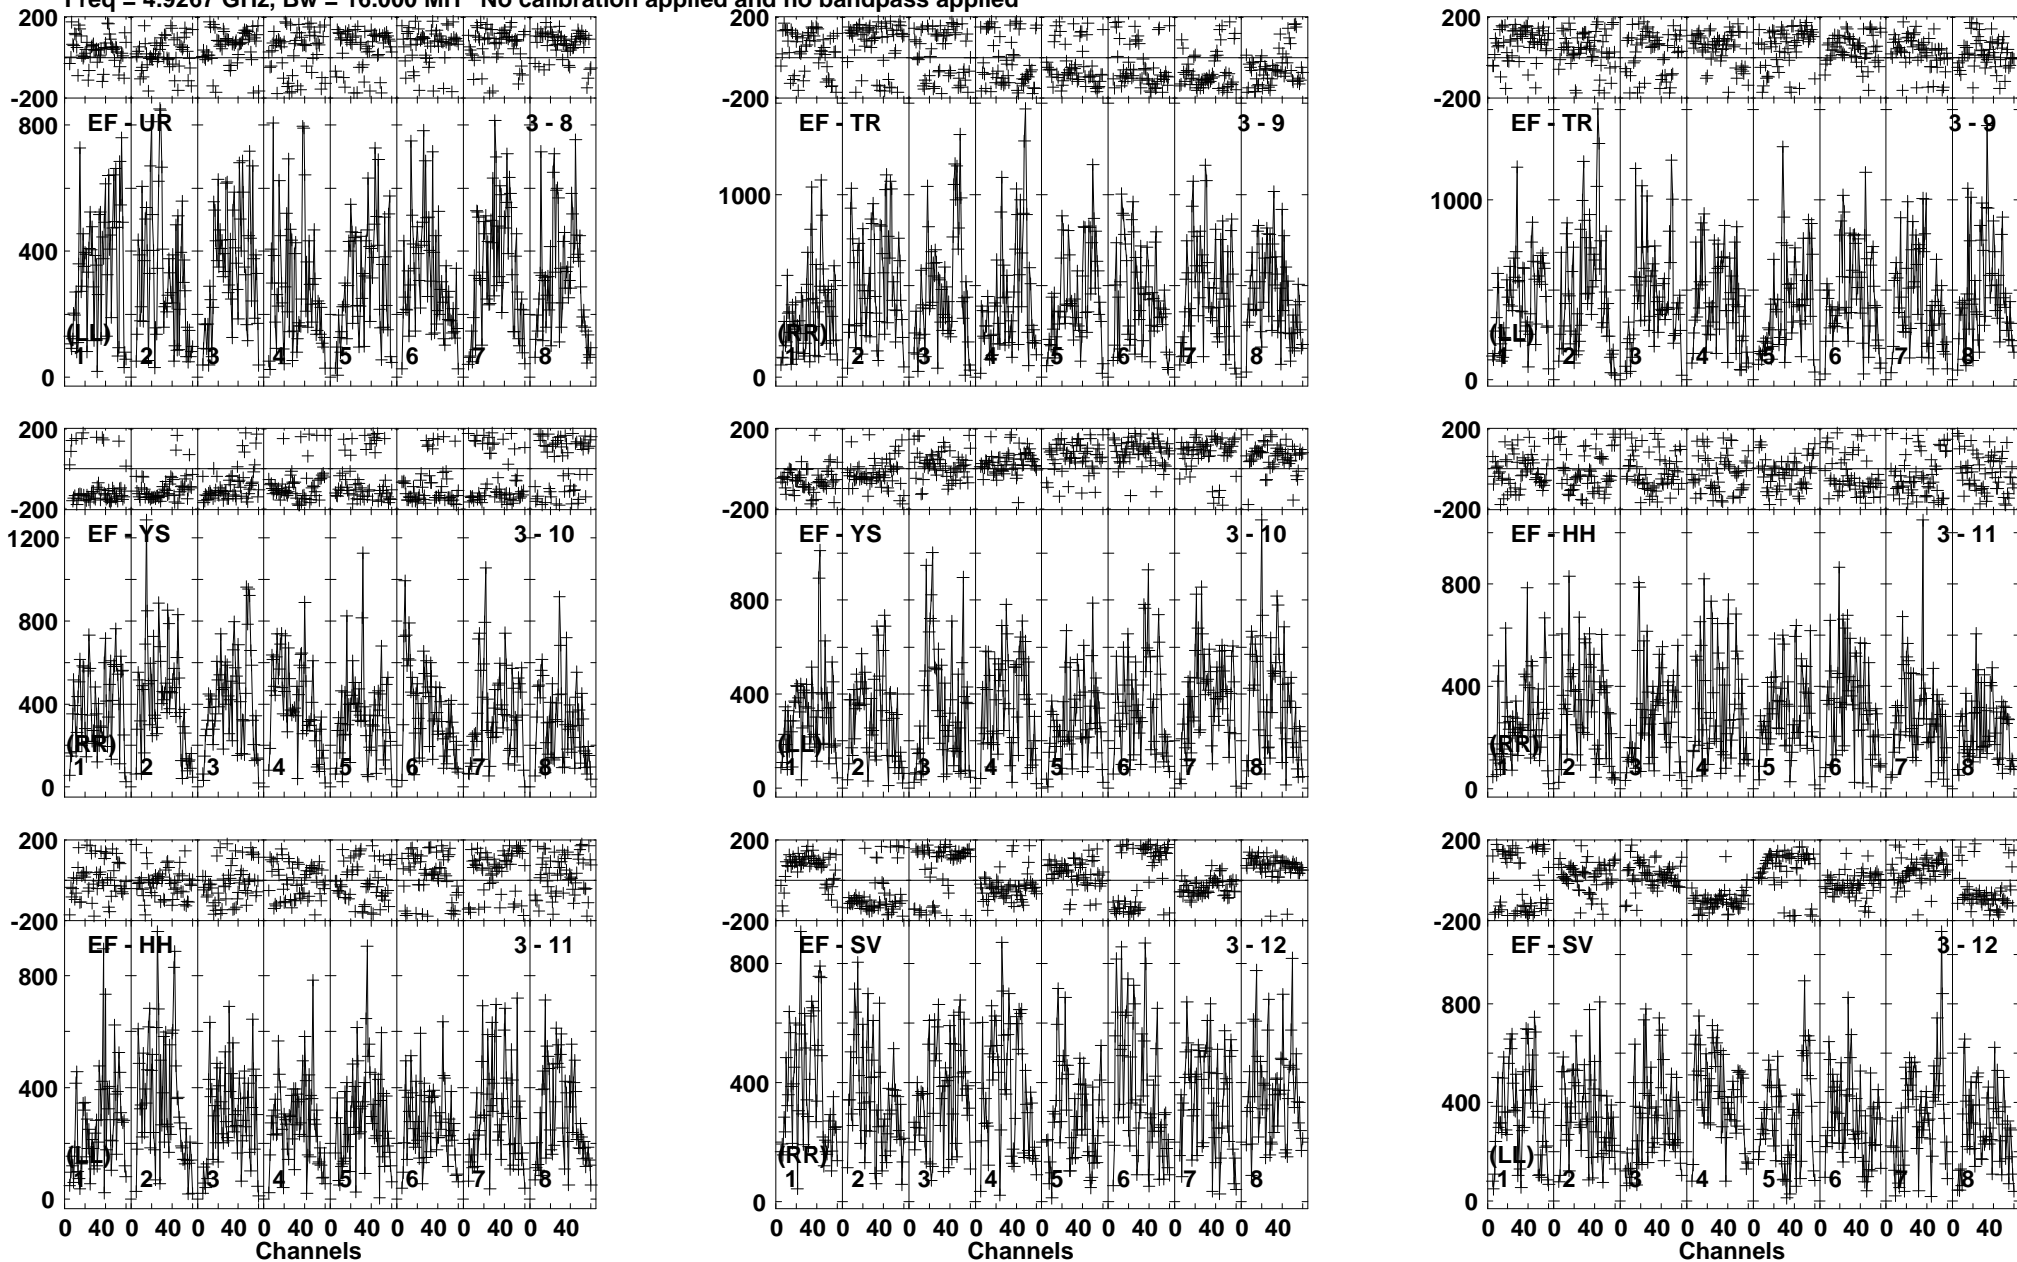 Freq = 4.9267 GHz, Bw = 16.000 MH No calibration applied and no bandpass applied
200 200 200
-200 -200 -200
EF - UR 3 - 8 EF - TR 3 - 9 EF - TR 3 - 9
800
1000 1000
400
(LL) (RR) (LL)
1 2 3 4 5 6 7 8 1 2 3 4 5 6 7 8 1 2 3 4 5 6 7 8
0 0 0
200 200 200
-200 -200 -200
EF - YS 3 - 10 EF - YS 3 - 10 EF - HH 3 - 11
1200
800 800 800
400 400 400
(RR) (LL) (RR)
1 2 3 4 5 6 7 8 1 2 3 4 5 6 7 8 1 2 3 4 5 6 7 8
0 0 0
200 200 200
-200 -200 -200
EF - HH 3 - 11 EF - SV 3 - 12 EF - SV 3 - 12
800 800 800
400 400 400
(LL) (RR) (LL)
1 2 3 4 5 6 7 8 1 2 3 4 5 6 7 8 1 2 3 4 5 6 7 8
0 0 0
0 40 0 40 0 40 0 40 0 40 0 40 0 40 0 40 0 40 0 40 0 40 0 40 0 40 0 40 0 40 0 40 0 40 0 40 0 40 0 40 0 40 0 40 0 40 0 40
Channels Channels Channels